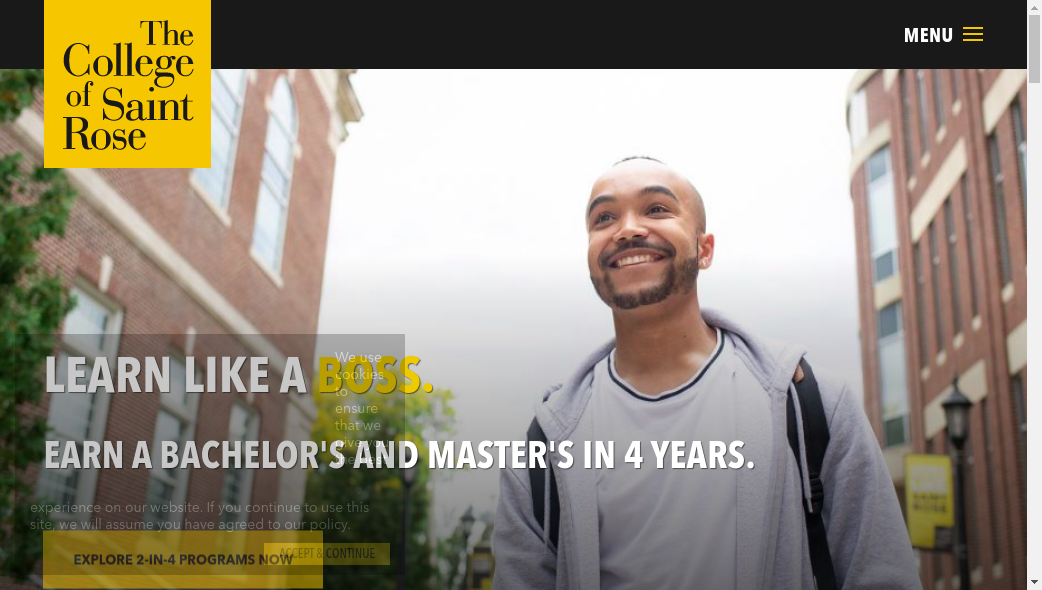 The
College
of Saint
Rose
MENU
LEARN LIKE A BOSS.
We use
cookies
to
ensure
that we
give you
EARN A BACHELOR'S AND MASTER'S IN 4 YEARS.
experience on our website. If you continue to use this
site, we will assume you have agreed to our policy.
ACCEPT & CONTINUE
EXPLORE 2-IN-4 PROGRAMS NOW